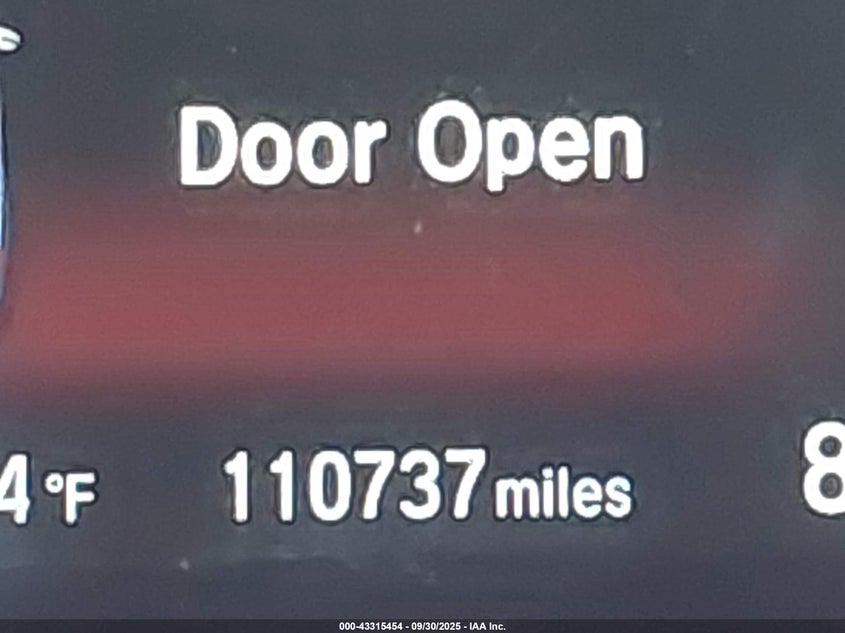 Door Open
4 °F 110737 miles 8
000-43315454 - 09/30/2025 - IAA Inc.